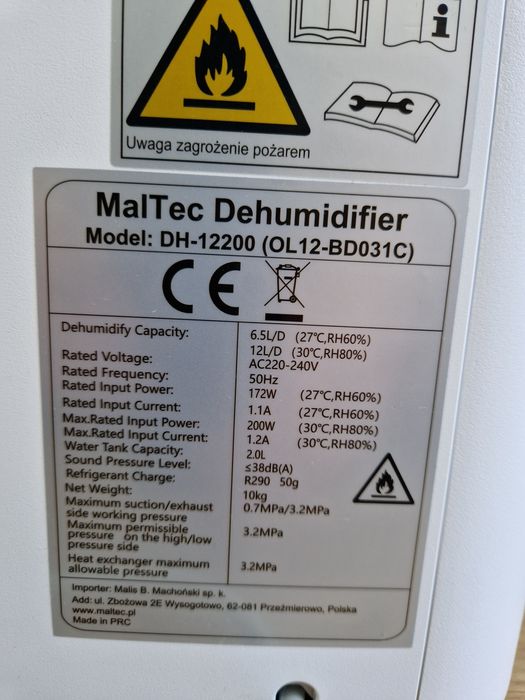 Uwaga zagrożenie pożarem
MalTec Dehumidifier
Model: DH-12200 (OL12-BD031C)
CE
Dehumidify Capacity: 6.5L/D (27℃,RH60%)
12L/D (30℃,RH80%)
Rated Voltage: AC220-240V
Rated Frequency: 50Hz
Rated Input Power: 172W (27℃,RH60%)
Rated Input Current: 1.1A (27℃,RH60%)
Max.Rated Input Power: 200W (30℃,RH80%)
Max.Rated Input Current: 1.2A (30℃,RH80%)
Water Tank Capacity: 2.0L
Sound Pressure Level: ≤38dB(A)
Refrigerant Charge: R290 50g
Net Weight: 10kg
Maximum suction/exhaust 0.7MPa/3.2MPa
side working pressure
Maximum permissible
pressure on the high/low 3.2MPa
pressure side
Heat exchanger maximum 3.2MPa
allowable pressure
Importer: Malis B. Machoński sp. k.
Add: ul. Zbożowa 2E Wysogotowo, 62-081 Przeźmierowo, Polska
www.maltec.pl
Made in PRC